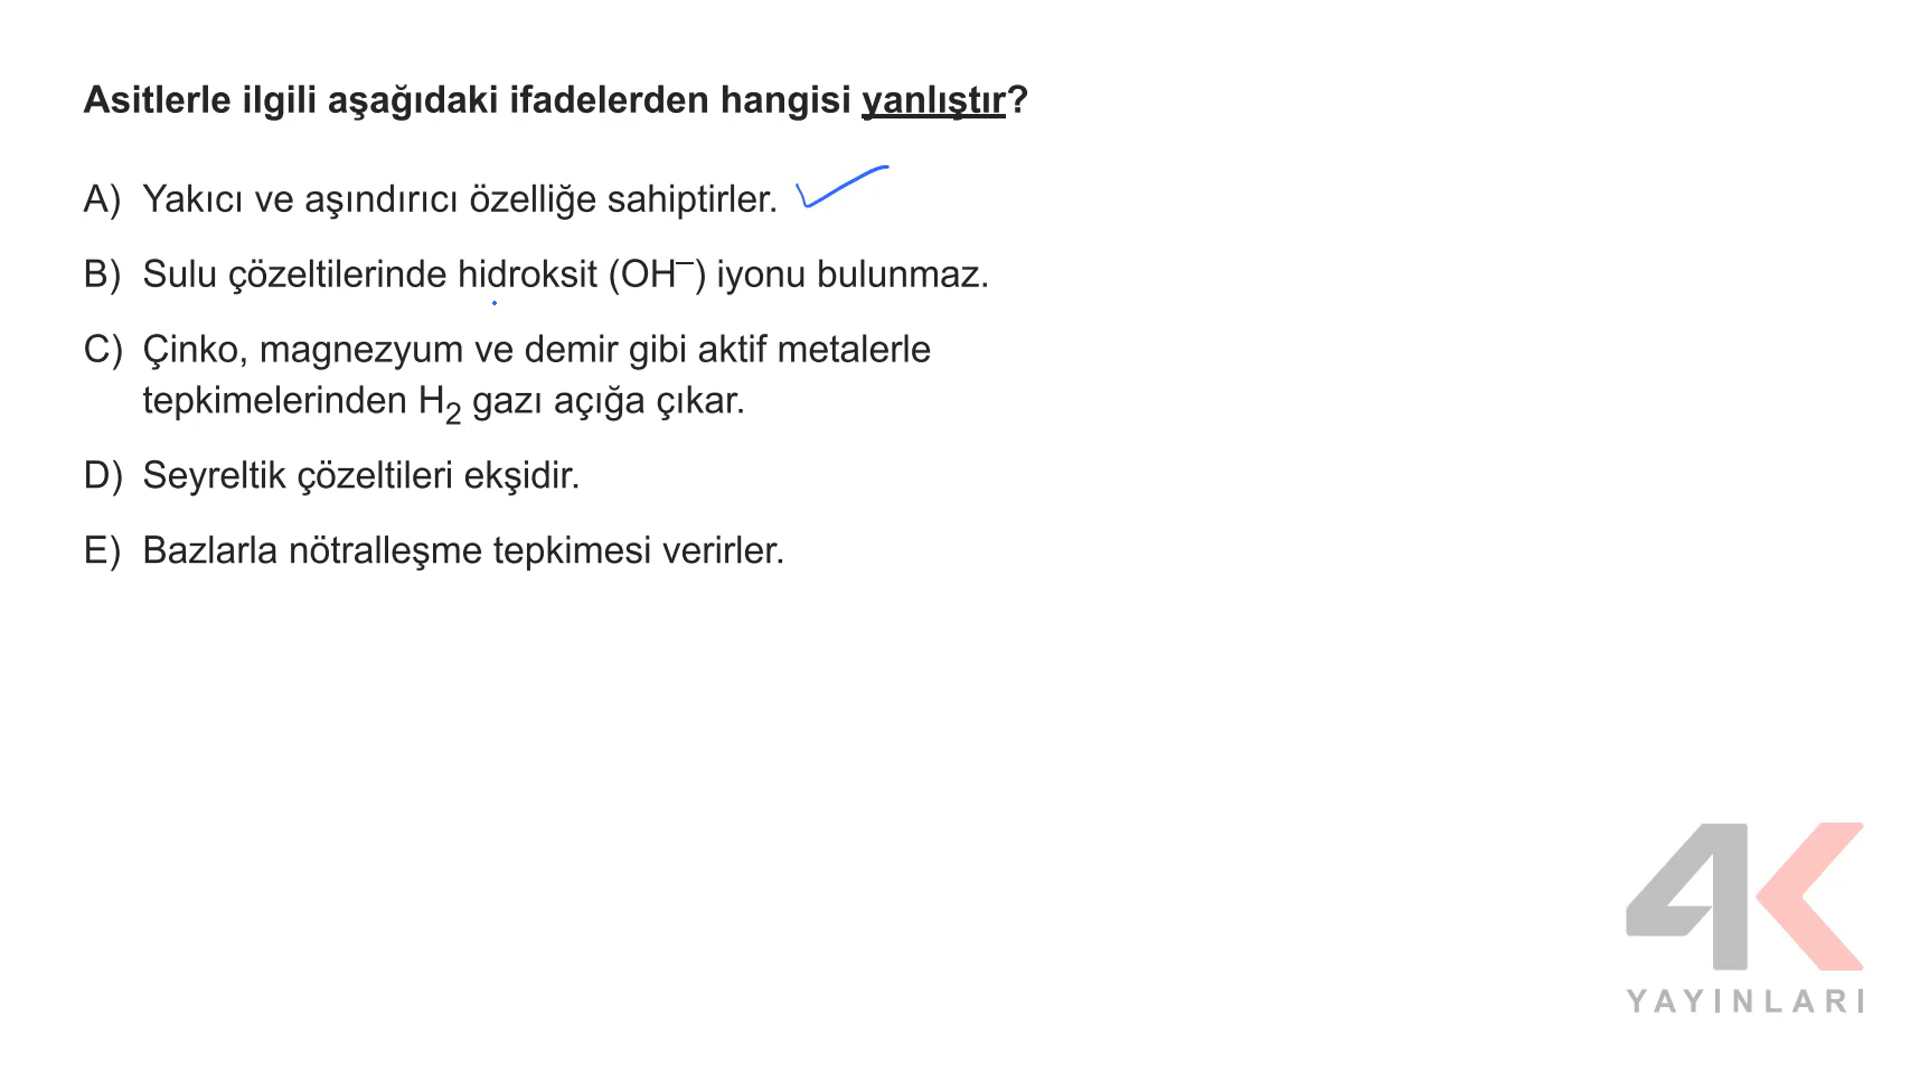 Asitlerle ilgili aşağıdaki ifadelerden hangisi yanlıştır?
A) Yakıcı ve aşındırıcı özelliğe sahiptirler.
B) Sulu çözeltilerinde hidroksit (OH⁻) iyonu bulunmaz.
C) Çinko, magnezyum ve demir gibi aktif metalerle
tepkimelerinden H₂ gazı açığa çıkar.
D) Seyreltik çözeltileri ekşidir.
E) Bazlarla nötralleşme tepkimesi verirler.
4K
YAYINLARI